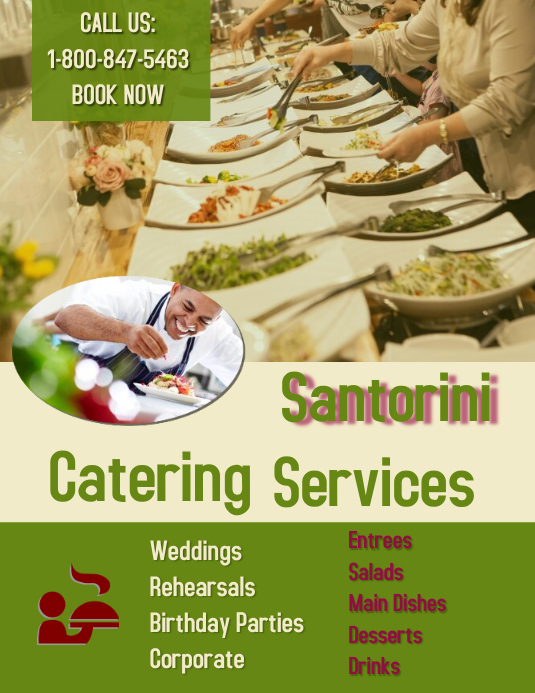 CALL US:
1-800-847-5463
BOOK NOW
Santorini
Catering Services
Weddings
Rehearsals
Birthday Parties
Corporate
Entrees
Salads
Main Dishes
Desserts
Drinks